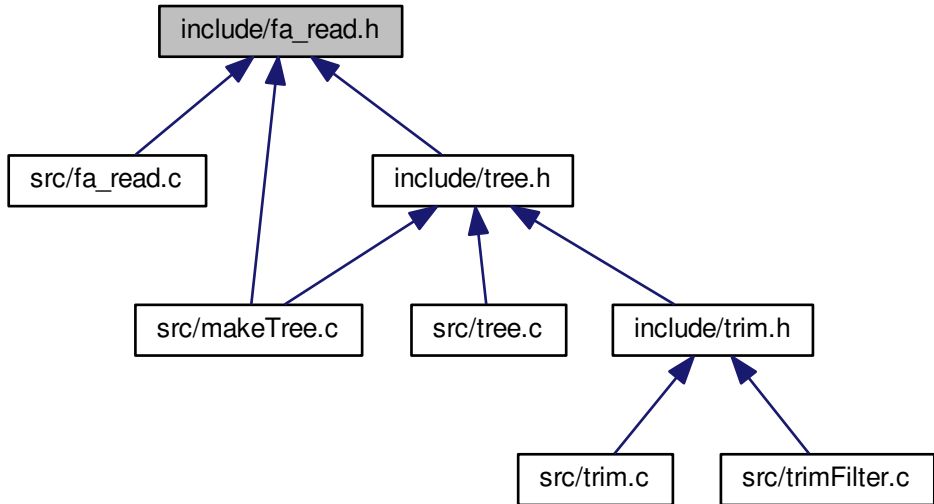 include/fa_read.h
src/fa_read.c
include/tree.h
src/makeTree.c
src/tree.c
include/trim.h
src/trim.c
src/trimFilter.c